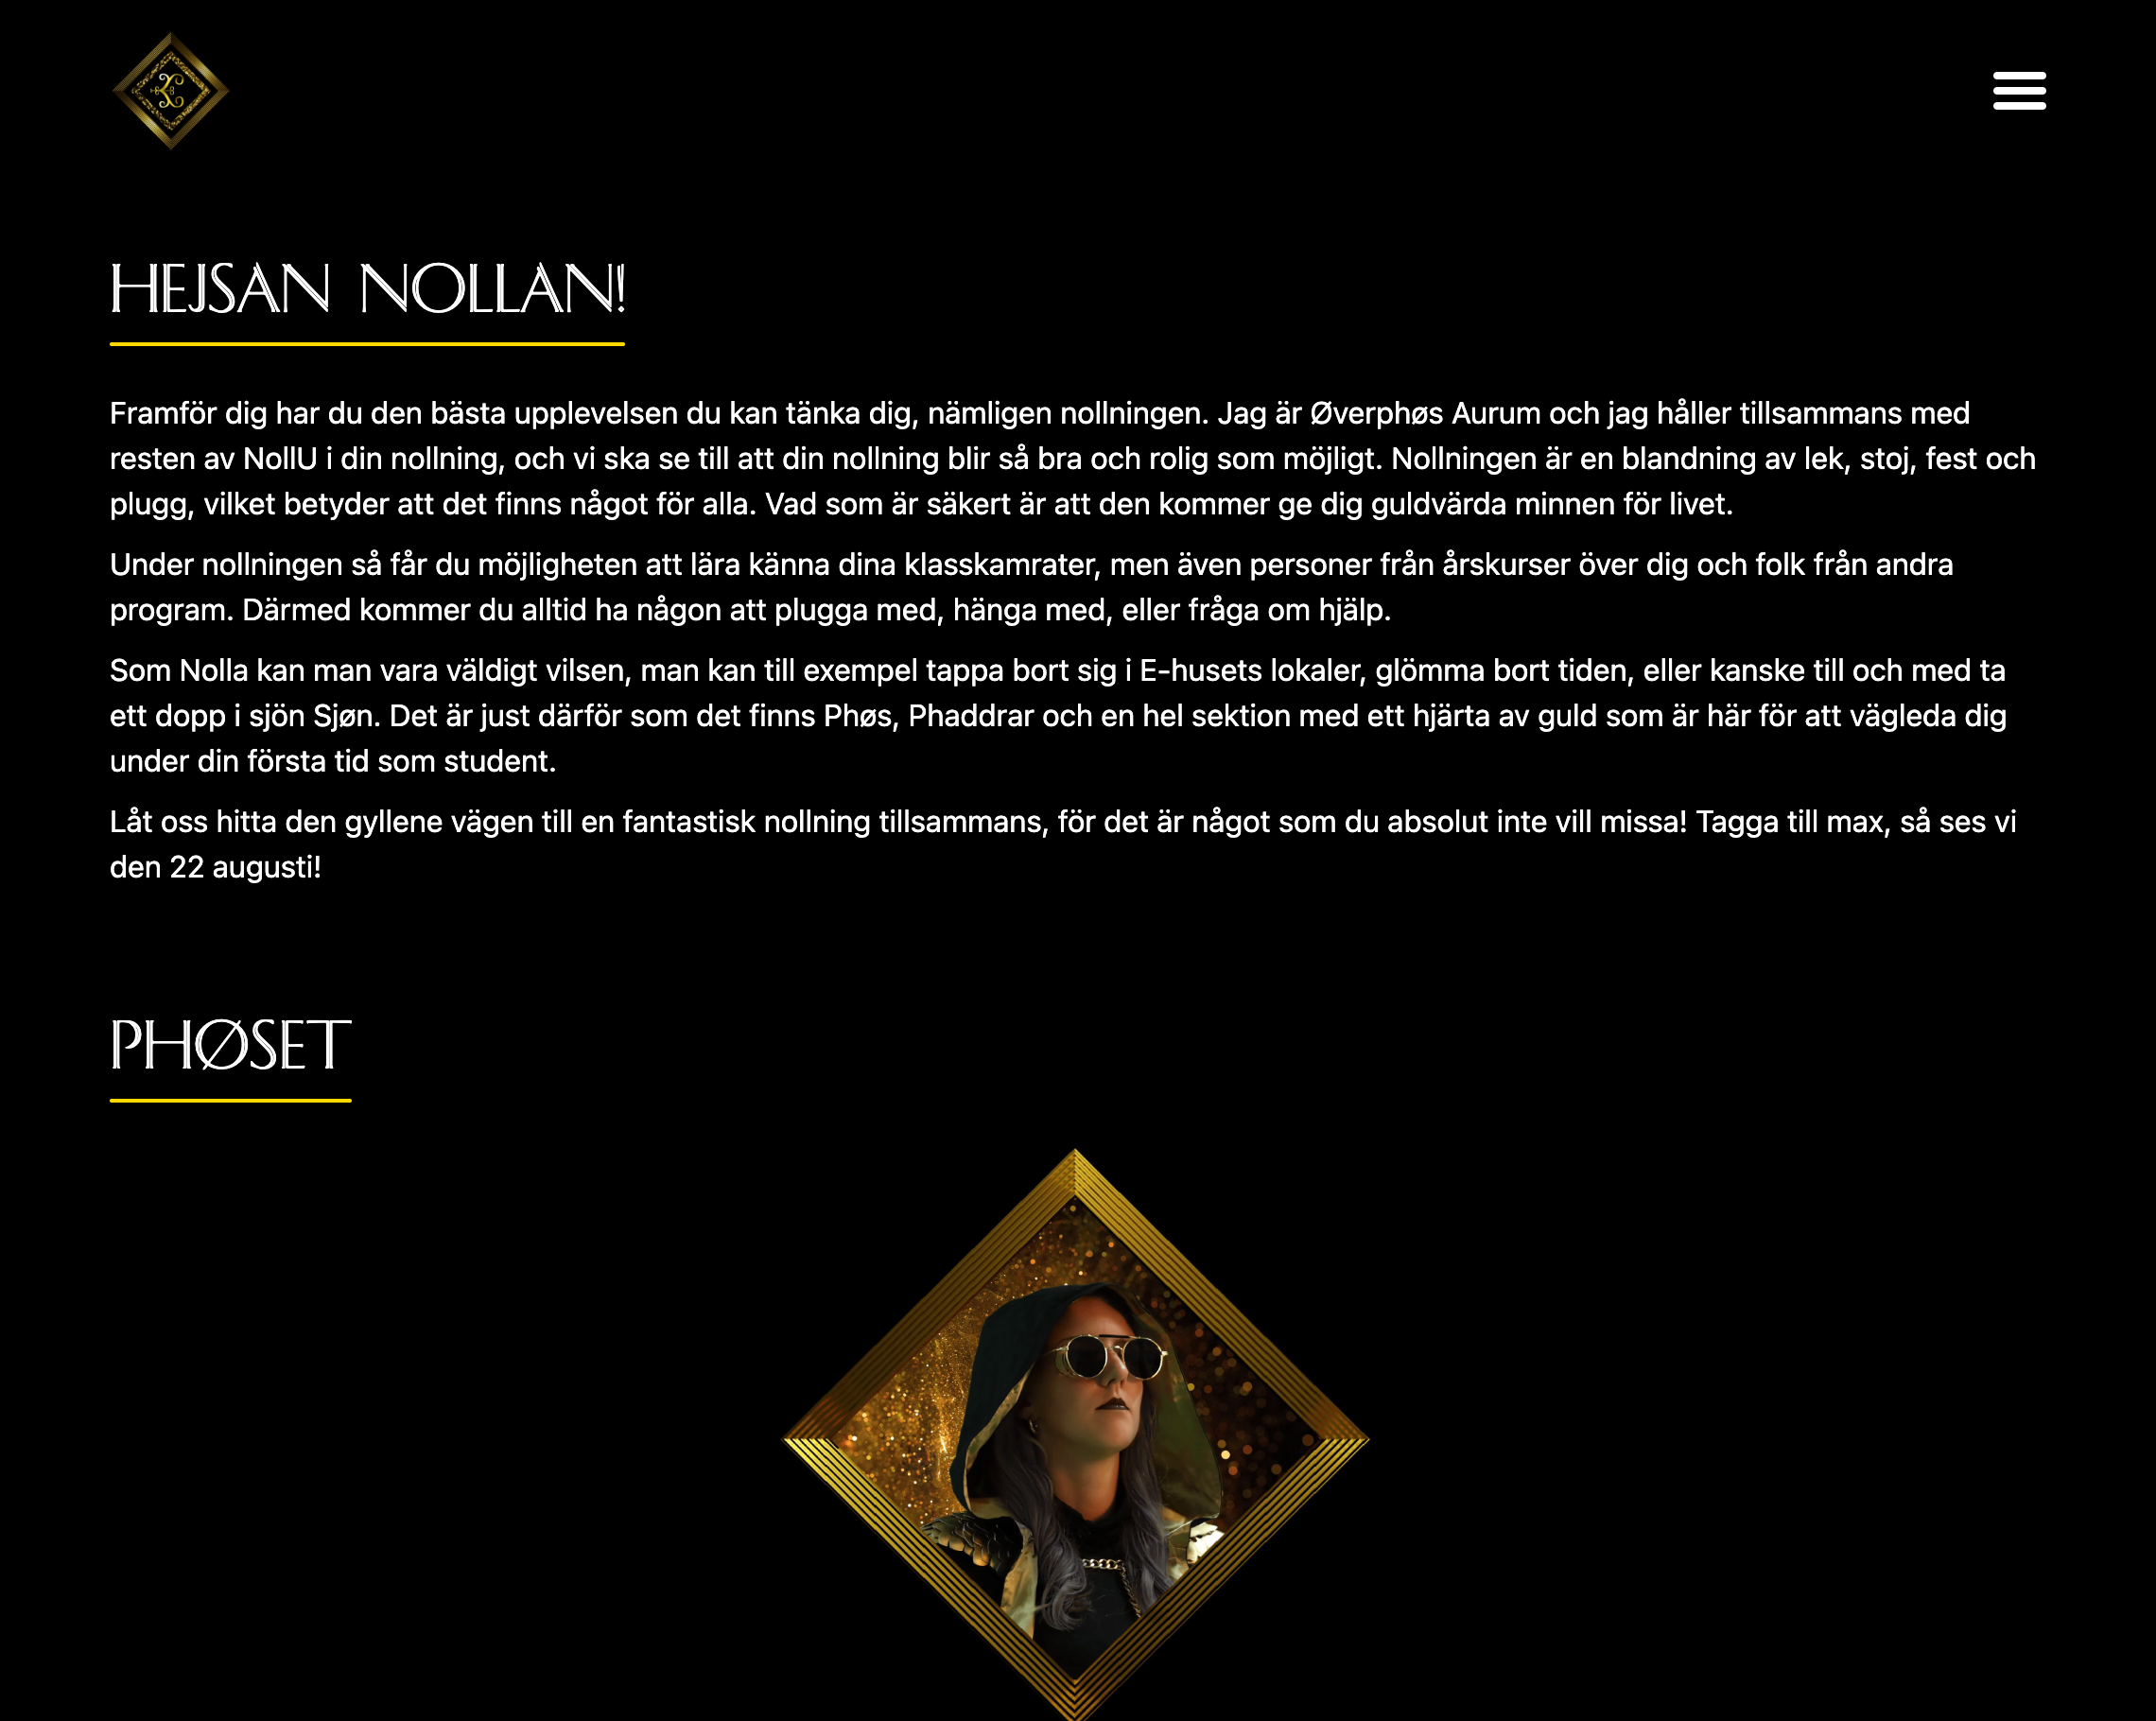 HEJSAN NOLLAN!
Framför dig har du den bästa upplevelsen du kan tänka dig, nämligen nollningen. Jag är Øverphøs Aurum och jag håller tillsammans med
resten av NollU i din nollning, och vi ska se till att din nollning blir så bra och rolig som möjligt. Nollningen är en blandning av lek, stoj, fest och
plugg, vilket betyder att det finns något för alla. Vad som är säkert är att den kommer ge dig guldvärda minnen för livet.
Under nollningen så får du möjligheten att lära känna dina klasskamrater, men även personer från årskurser över dig och folk från andra
program. Därmed kommer du alltid ha någon att plugga med, hänga med, eller fråga om hjälp.
Som Nolla kan man vara väldigt vilsen, man kan till exempel tappa bort sig i E-husets lokaler, glömma bort tiden, eller kanske till och med ta
ett dopp i sjön Sjøn. Det är just därför som det finns Phøs, Phaddrar och en hel sektion med ett hjärta av guld som är här för att vägleda dig
under din första tid som student.
Låt oss hitta den gyllene vägen till en fantastisk nollning tillsammans, för det är något som du absolut inte vill missa! Tagga till max, så ses vi
den 22 augusti!
PHØSET